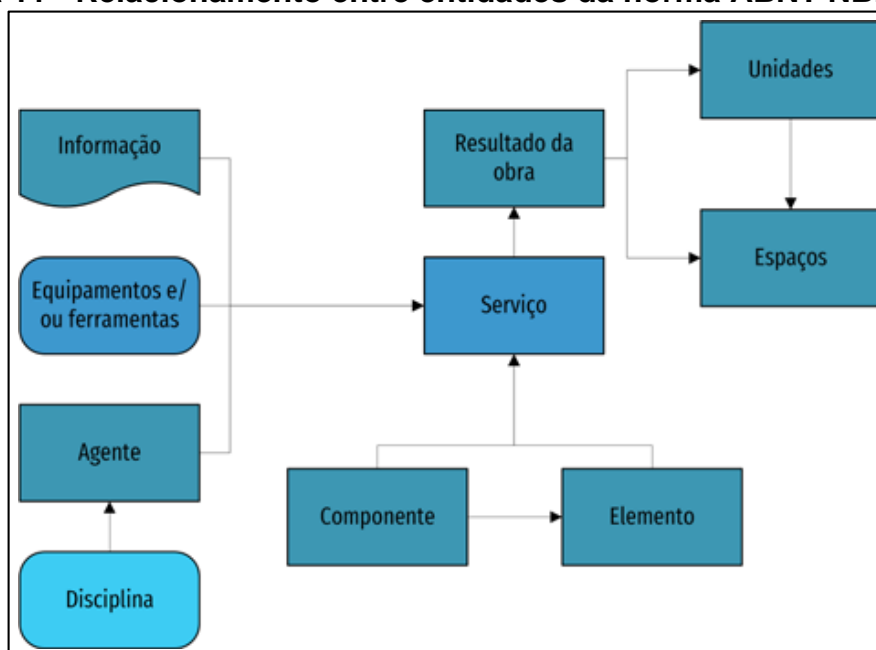 Relacionamento entre entidades da norma ABNT
Unidades
Informação
Resultado da
obra
Espaços
Equipamentos e/
ou ferramentas
Serviço
Agente
Componente
Elemento
Disciplina